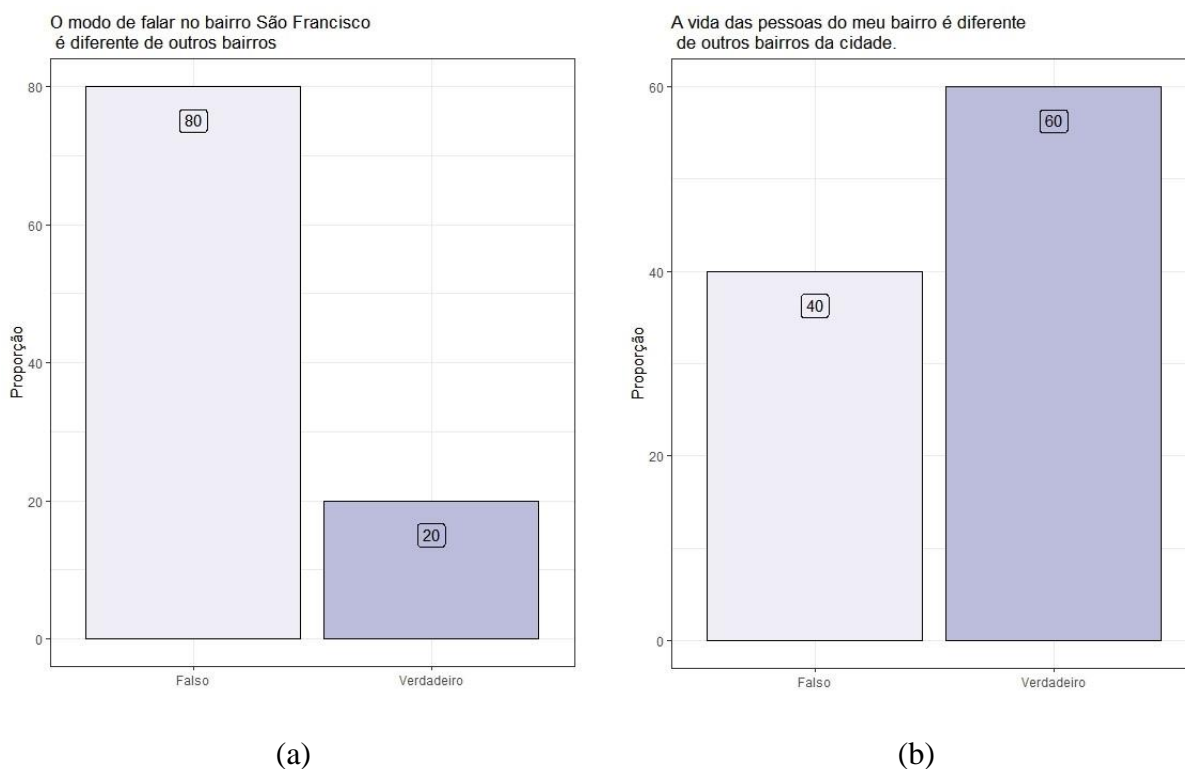 O modo de falar no bairro São Francisco
é diferente de outros bairros
80
60
40
20
0
Proporção
80
20
Falso
Verdadeiro
(a)
A vida das pessoas do meu bairro é diferente
de outros bairros da cidade.
60
40
20
0
Proporção
40
60
Falso
Verdadeiro
(b)